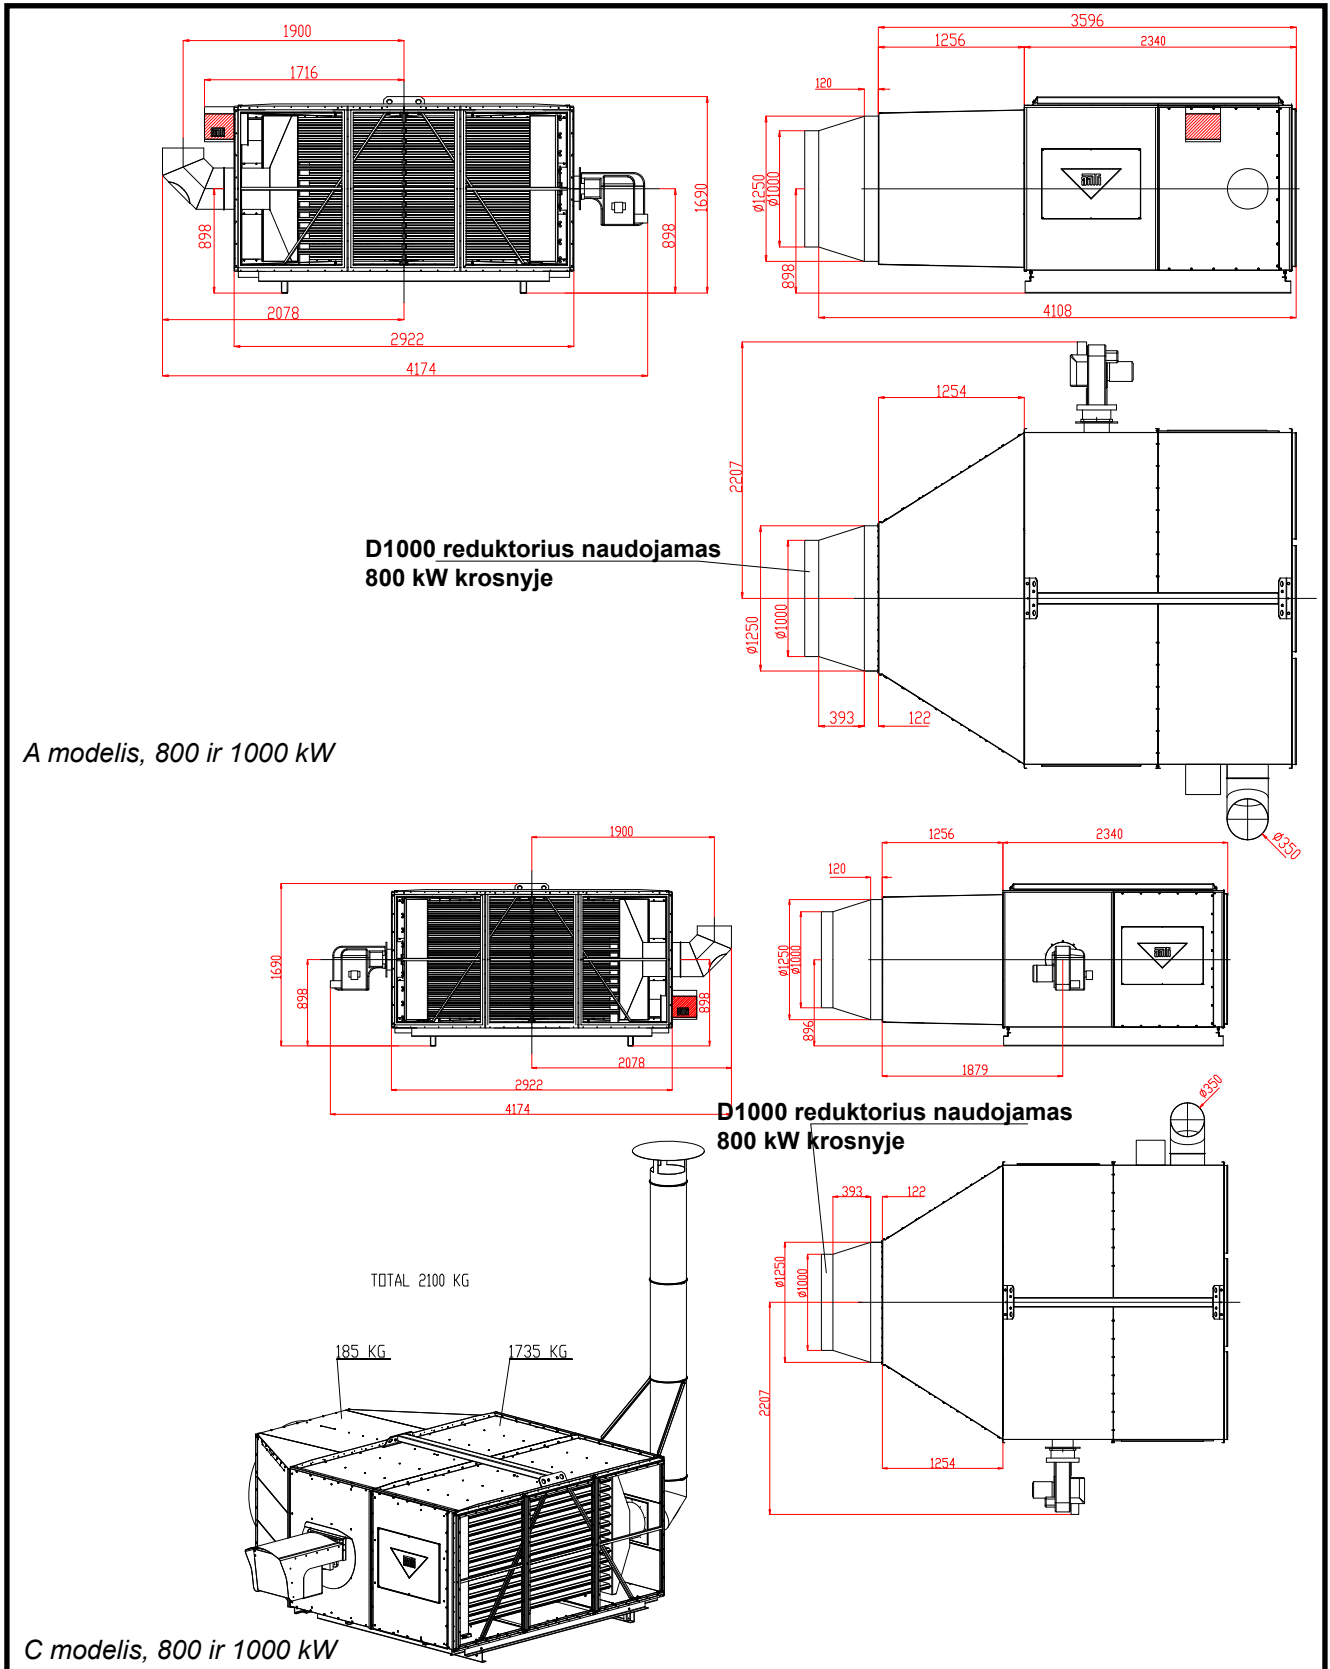 1900
1716
898
898
1690
2078
2922
4174
3596
1256
2340
120
ø1250
ø1000
898
4108
antti
2207
1254
D1000 reduktorius naudojamas
800 kW krosnyje
ø1250
ø1000
393
122
ø350
A modelis, 800 ir 1000 kW
1900
1690
898
898
2078
2922
4174
1256
2340
120
ø1250
ø1000
896
1879
antti
D1000 reduktorius naudojamas
800 kW krosnyje
ø350
393
122
ø1250
ø1000
2207
1254
TOTAL 2100 KG
185 KG
1735 KG
antti
C modelis, 800 ir 1000 kW